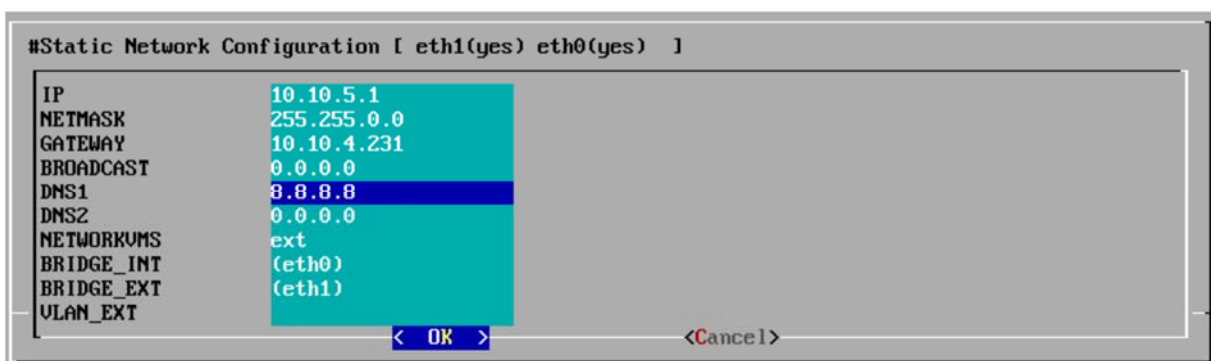 #Static Network Configuration [ eth1(yes) eth0(yes)  ]
IP 10.10.5.1
NETMASK 255.255.0.0
GATEWAY 10.10.4.231
BROADCAST 0.0.0.0
DNS1 8.8.8.8
DNS2 0.0.0.0
NETWORKVMS ext
BRIDGE_INT (eth0)
BRIDGE_EXT (eth1)
VLAN_EXT
< OK > <Cancel>